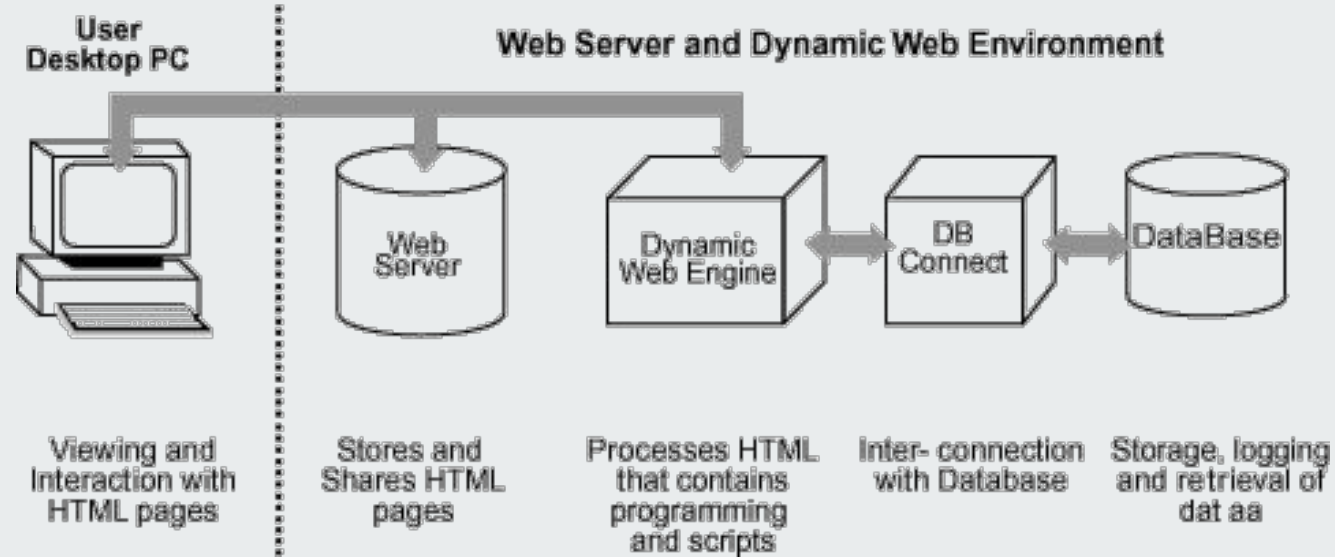 User
Desktop PC
Web Server and Dynamic Web Environment
Web
Server
Dynamic
Web Engine
DB
Connect
DataBase
Viewing and
Interaction with
HTML pages
Stores and
Shares HTML
pages
Processes HTML
that contains
programming
and scripts
Inter- connection
with Database
Storage, logging
and retrieval of
dat aa